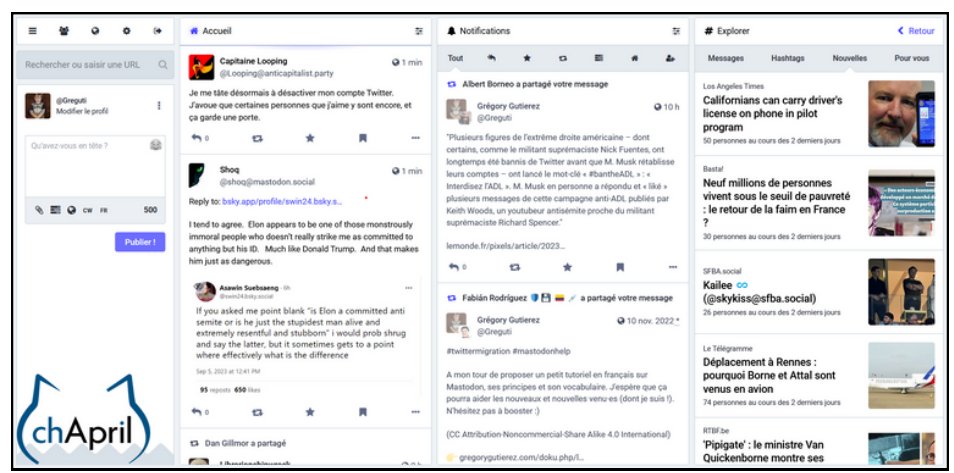 Rechercher ou saisir une URL
@Greguti
Modifier le profil
Qu'avez-vous en tête ?
CW FR 500
Publier !
chApril
Accueil
Capitaine Looping
1 min
@Looping@anticapitalist.party
Je me tâte désormais à désactiver mon compte Twitter.
J'avoue que certaines personnes que j'aime y sont encore, et
ça garde une porte.
0
Shoq
1 min
@shoq@mastodon.social
Reply to: bsky.app/profile/swin24.bsky.s...
I tend to agree. Elon appears to be one of those monstrously
immoral people who doesn't really strike me as committed to
anything but his ID. Much like Donald Trump. And that makes
him just as dangerous.
Asawin Suebsaeng · 6h
@swin24.bsky.social
If you asked me point blank "is Elon a committed anti
semite or is he just the stupidest man alive and
extremely resentful and stubborn" i would prob shrug
and say the latter, but it sometimes gets to a point
where effectively what is the difference
Sep 5, 2023 at 12:41 PM
95 reposts 650 likes
0
Dan Gillmor a partagé
Notifications
Tout
Albert Borneo a partagé votre message
Grégory Gutierez
10 h
@Greguti
"Plusieurs figures de l'extrême droite américaine – dont
certains, comme le militant suprémaciste Nick Fuentes, ont
longtemps été bannis de Twitter avant que M. Musk rétablisse
leurs comptes – ont lancé le mot-clé « #bantheADL » : «
Interdisez l'ADL ». M. Musk en personne a répondu et « liké »
plusieurs messages de cette campagne anti-ADL publiés par
Keith Woods, un youtubeur antisémite proche du militant
suprémaciste Richard Spencer."
lemonde.fr/pixels/article/2023...
0
Fabián Rodríguez a partagé votre message
Grégory Gutierez
10 nov. 2022 *
@Greguti
#twittermigration #mastodonhelp
A mon tour de proposer un petit tutoriel en français sur
Mastodon, ses principes et son vocabulaire. J'espère que ça
pourra aider les nouveaux et nouvelles venu·es (dont je suis !).
N'hésitez pas à booster :)
(CC Attribution-Noncommercial-Share Alike 4.0 International)
gregorygutierez.com/doku.php/l...
# Explorer
Retour
Messages
Hashtags
Nouvelles
Pour vous
Los Angeles Times
Californians can carry driver's
license on phone in pilot
program
50 personnes au cours des 2 derniers jours
Basta!
Neuf millions de personnes
vivent sous le seuil de pauvreté
: le retour de la faim en France
?
30 personnes au cours des 2 derniers jours
SFBA.social
Kailee ∞
(@skykiss@sfba.social)
26 personnes au cours des 2 derniers jours
Le Télégramme
Déplacement à Rennes :
pourquoi Borne et Attal sont
venus en avion
74 personnes au cours des 2 derniers jours
RTBF.be
'Pipigate' : le ministre Van
Quickenborne montre ses